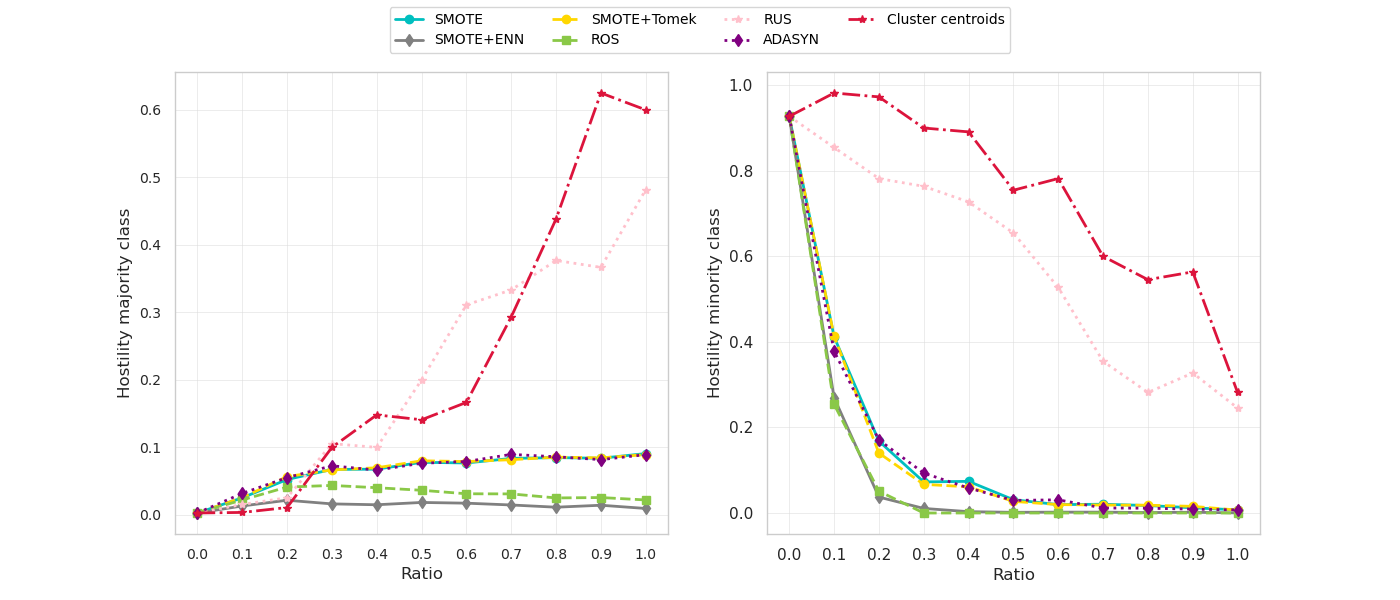 SMOTE SMOTE+Tomek RUS Cluster centroids
SMOTE+ENN ROS ADASYN
Hostility majority class
0.6
0.5
0.4
0.3
0.2
0.1
0.0
0.0 0.1 0.2 0.3 0.4 0.5 0.6 0.7 0.8 0.9 1.0
Ratio
Hostility minority class
1.0
0.8
0.6
0.4
0.2
0.0
0.0 0.1 0.2 0.3 0.4 0.5 0.6 0.7 0.8 0.9 1.0
Ratio